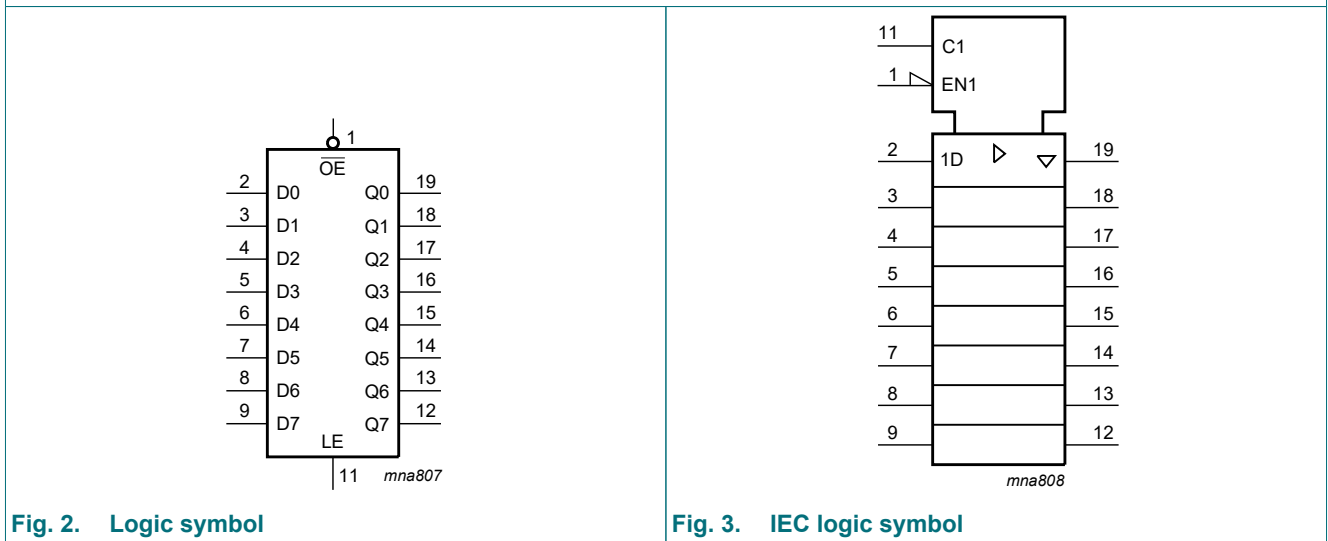 1
OE
2 D0 Q0 19
3 D1 Q1 18
4 D2 Q2 17
5 D3 Q3 16
6 D4 Q4 15
7 D5 Q5 14
8 D6 Q6 13
9 D7 Q7 12
LE
11 mna807
Fig. 2. Logic symbol
11 C1
1 EN1
2 1D 19
3 18
4 17
5 16
6 15
7 14
8 13
9 12
mna808
Fig. 3. IEC logic symbol